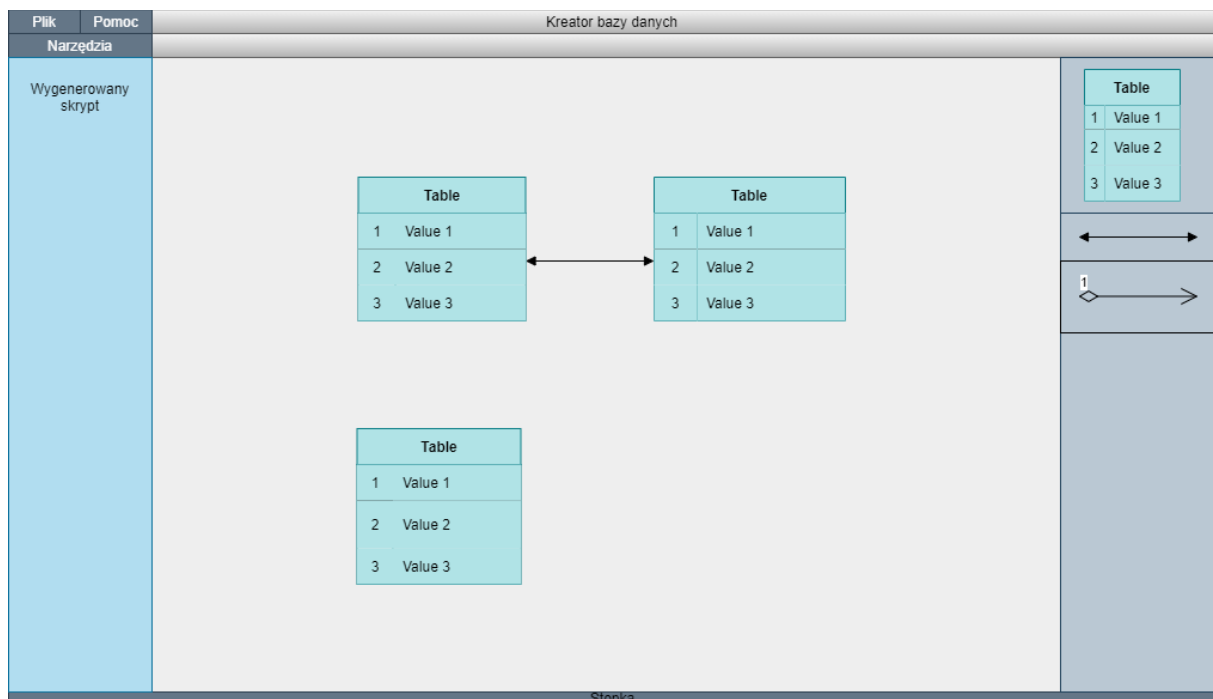 Plik Pomoc Kreator bazy danych
Narzędzia
Wygenerowany
skrypt
Table
1 Value 1
2 Value 2
3 Value 3
Table
1 Value 1
2 Value 2
3 Value 3
Table
1 Value 1
2 Value 2
3 Value 3
1
Table
1 Value 1
2 Value 2
3 Value 3
Stopka